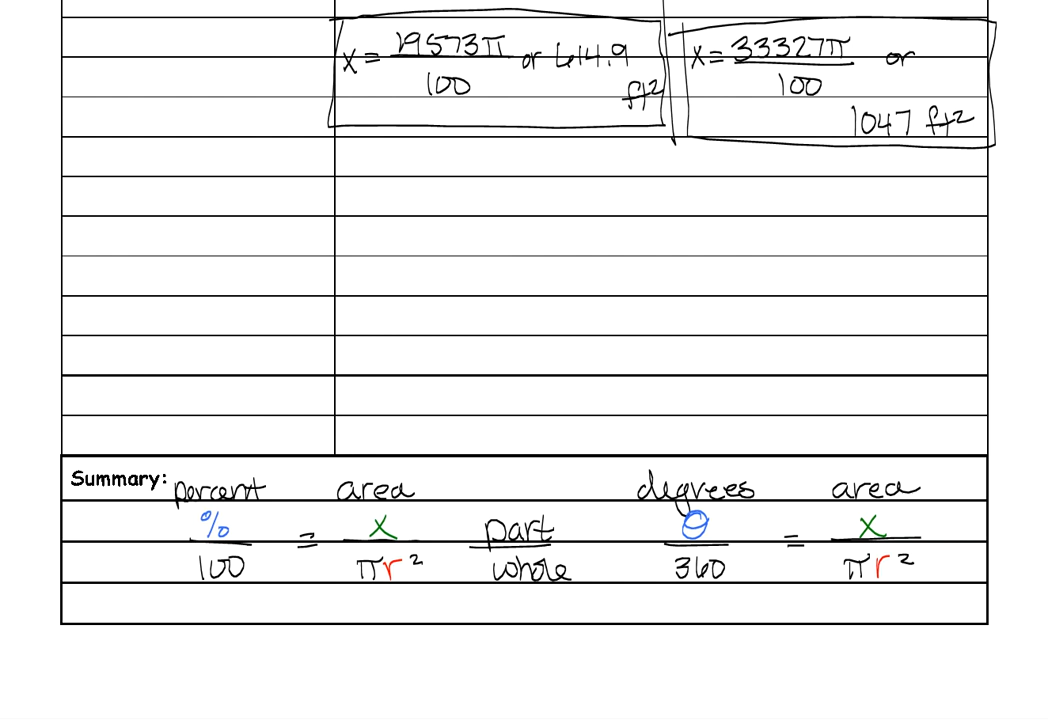 x = 19573π / 100 or 614.9 ft²
x = 33327π / 100 or 1047 ft²
Summary: percent area degrees area
% / 100 = x / πr² part / whole θ / 360 = x / πr²